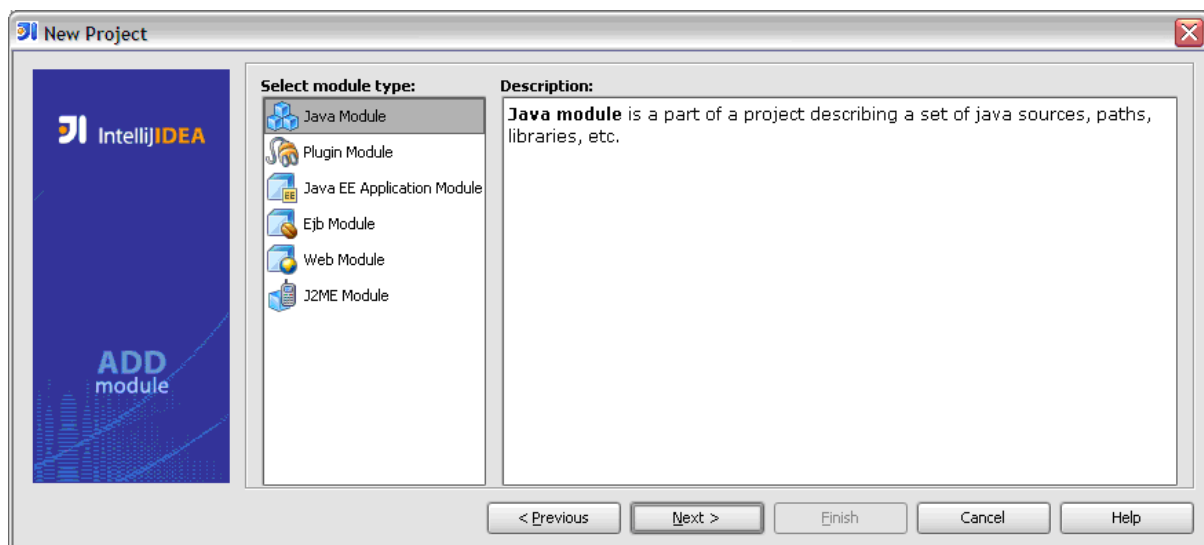 New Project
IntelliJIDEA
ADD
module
Select module type:
Java Module
Plugin Module
Java EE Application Module
EE
Ejb Module
Web Module
J2ME Module
Description:
Java module is a part of a project describing a set of java sources, paths,
libraries, etc.
< Previous
Next >
Finish
Cancel
Help